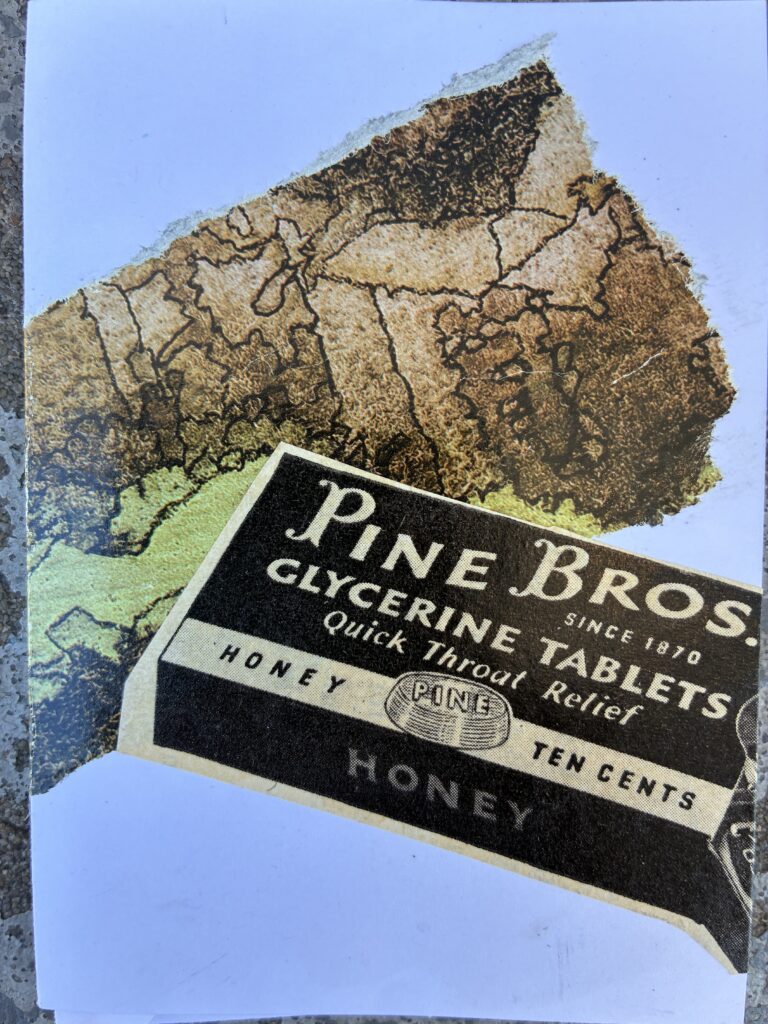 PINE BROS.
SINCE 1870
GLYCERINE TABLETS
Quick Throat Relief
HONEY
PINE
TEN CENTS
HONEY